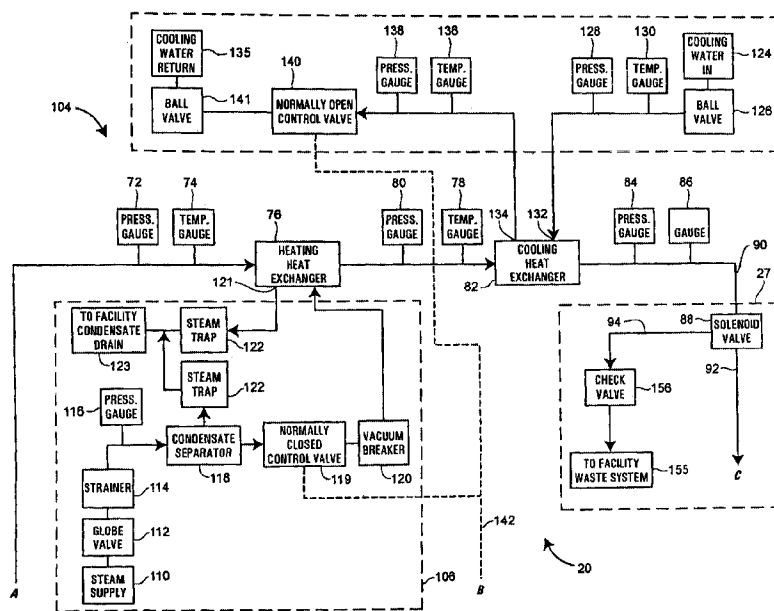 COOLING WATER RETURN
135
138
138
128
130
COOLING WATER IN
124
140
PRESS. GAUGE
TEMP. GAUGE
PRESS. GAUGE
TEMP. GAUGE
104
BALL VALVE
141
NORMALLY OPEN CONTROL VALVE
BALL VALVE
126
72
74
76
80
78
134
132
84
86
PRESS. GAUGE
TEMP. GAUGE
HEATING HEAT EXCHANGER
PRESS. GAUGE
TEMP. GAUGE
COOLING HEAT EXCHANGER
PRESS. GAUGE
GAUGE
90
121
82
27
TO FACILITY CONDENSATE DRAIN
123
STEAM TRAP
122
94
SOLENOID VALVE
88
92
STEAM TRAP
122
CHECK VALVE
156
116
PRESS. GAUGE
CONDENSATE SEPARATOR
118
NORMALLY CLOSED CONTROL VALVE
119
VACUUM BREAKER
120
TO FACILITY WASTE SYSTEM
155
C
STRAINER
114
GLOBE VALVE
112
142
STEAM SUPPLY
110
106
20
A
B